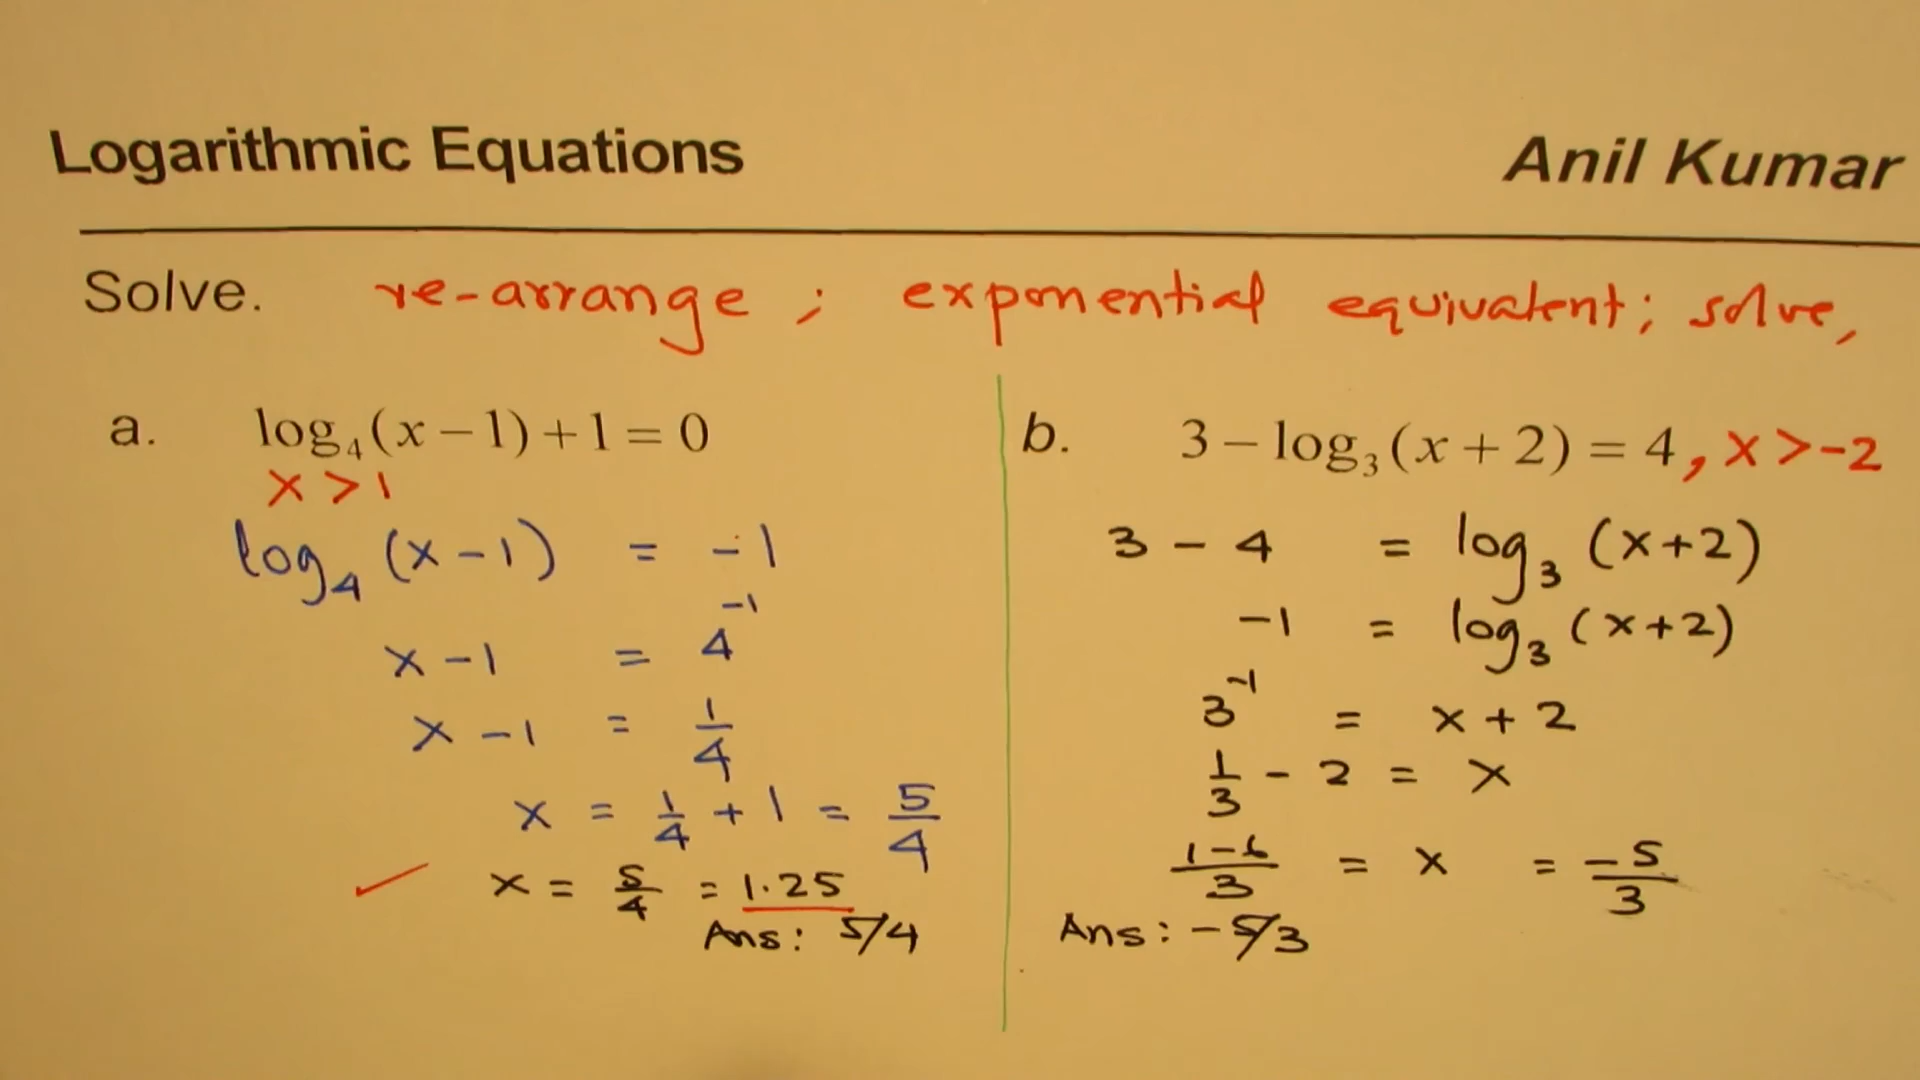 Logarithmic Equations
Anil Kumar
Solve. re-arrange ; exponential equivalent; solve,
a. log₄(x−1)+1=0
x > 1
log₄ (x−1) = −1
x−1 = 4⁻¹
x−1 = 1/4
x = 1/4 + 1 = 5/4
x = 5/4 = 1.25
Ans: 5/4
b. 3−log₃(x+2)=4, x>−2
3 − 4 = log₃ (x+2)
−1 = log₃ (x+2)
3⁻¹ = x + 2
1/3 − 2 = x
(1−6)/3 = x = −5/3
Ans: −5/3